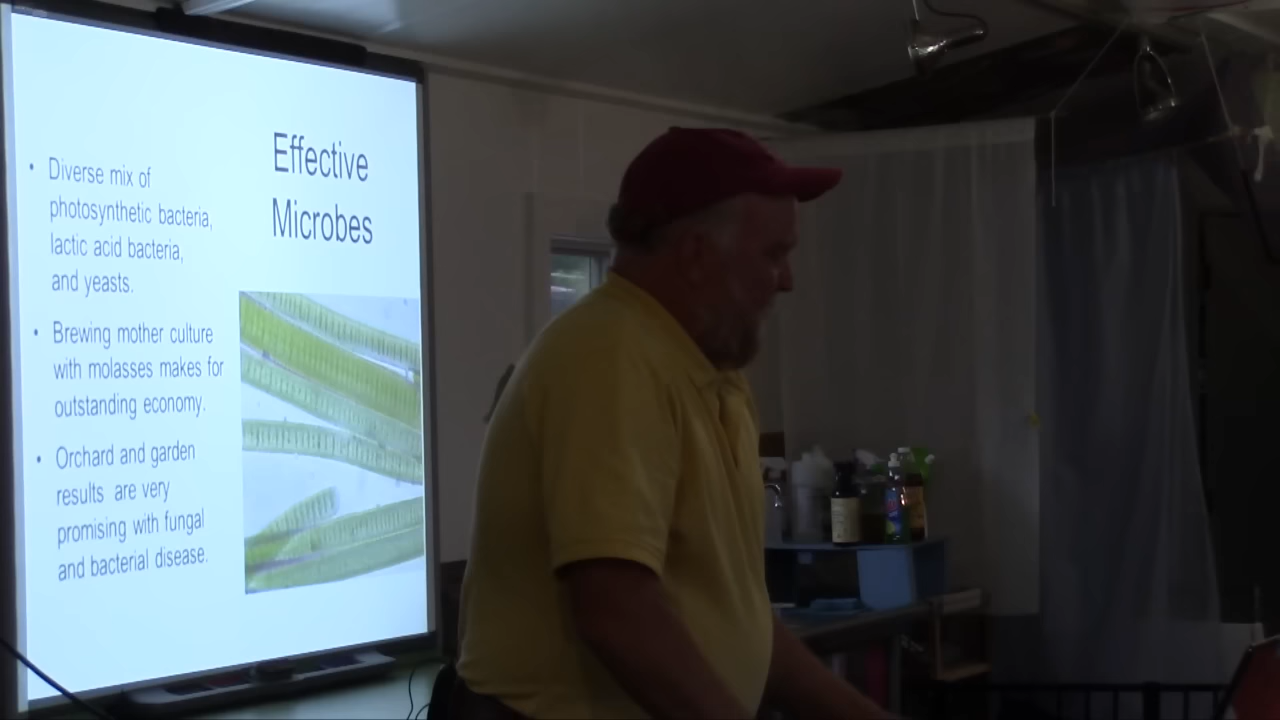 Effective
Microbes
• Diverse mix of
photosynthetic bacteria,
lactic acid bacteria,
and yeasts.
• Brewing mother culture
with molasses makes for
outstanding economy.
• Orchard and garden
results are very
promising with fungal
and bacterial disease.